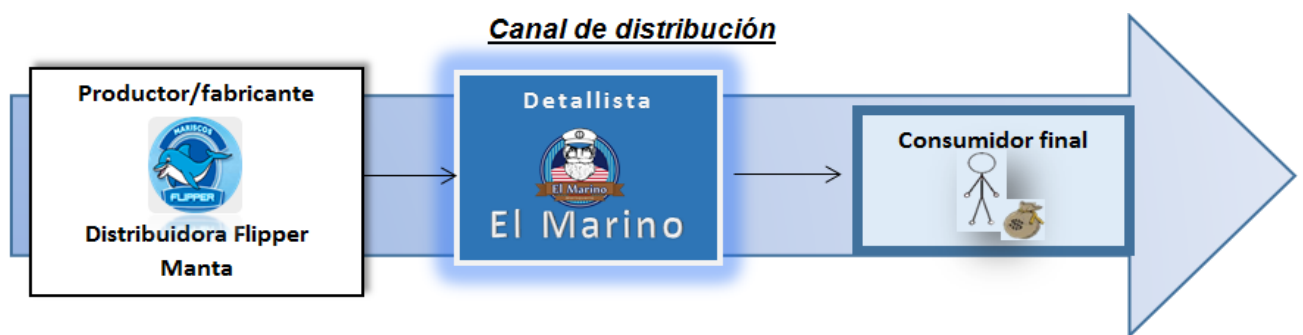 Canal de distribución
Productor/fabricante
MARISCOS
FLIPPER
Distribuidora Flipper
Manta
Detallista
El Marino
El Marino
Consumidor final
$